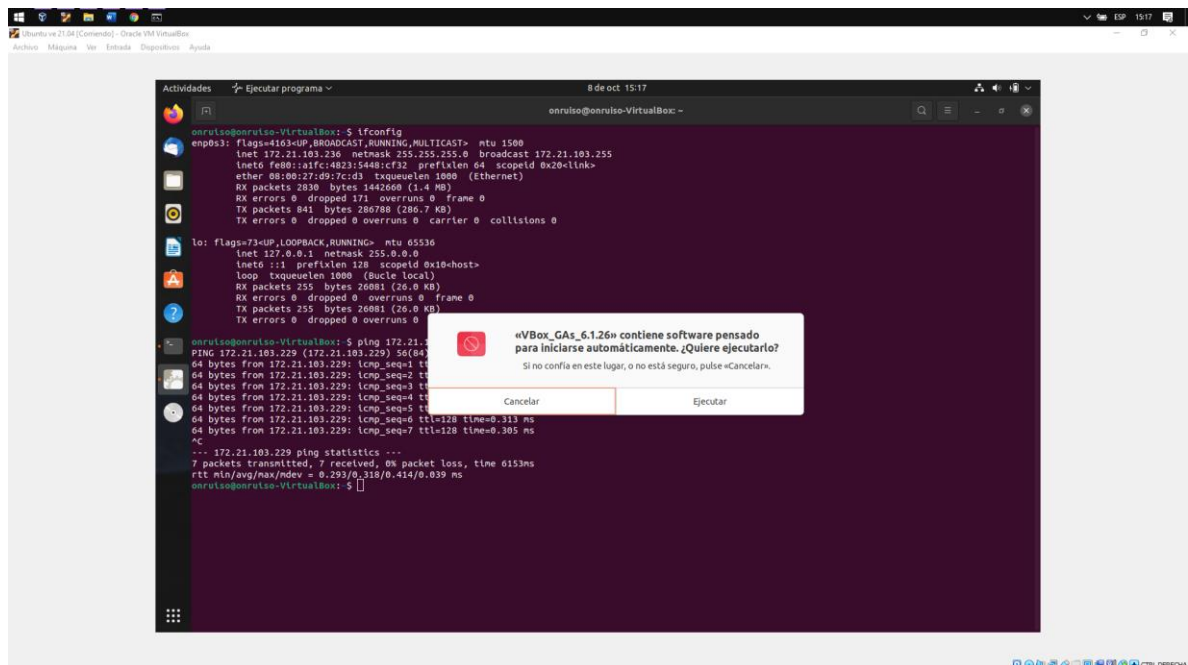 ESP 15:17
Ubuntu ve 21.04 [Corriendo] - Oracle VM VirtualBox
Archivo Máquina Ver Entrada Dispositivos Ayuda
Actividades Ejecutar programa 8 de oct 15:17
onruiso@onruiso-VirtualBox: ~
onruiso@onruiso-VirtualBox:~$ ifconfig
enp0s3: flags=4163<UP,BROADCAST,RUNNING,MULTICAST> mtu 1500
inet 172.21.103.236 netmask 255.255.255.0 broadcast 172.21.103.255
inet6 fe80::a1fc:4823:5448:cf32 prefixlen 64 scopeid 0x20<link>
ether 08:00:27:d9:7c:d3 txqueuelen 1000 (Ethernet)
RX packets 2830 bytes 1442660 (1.4 MB)
RX errors 0 dropped 171 overruns 0 frame 0
TX packets 841 bytes 286788 (286.7 KB)
TX errors 0 dropped 0 overruns 0 carrier 0 collisions 0
lo: flags=73<UP,LOOPBACK,RUNNING> mtu 65536
inet 127.0.0.1 netmask 255.0.0.0
inet6 ::1 prefixlen 128 scopeid 0x10<host>
loop txqueuelen 1000 (Bucle local)
RX packets 255 bytes 26081 (26.0 KB)
RX errors 0 dropped 0 overruns 0 frame 0
TX packets 255 bytes 26081 (26.0 KB)
TX errors 0 dropped 0 overruns 0
onruiso@onruiso-VirtualBox:~$ ping 172.21.1
PING 172.21.103.229 (172.21.103.229) 56(84)
64 bytes from 172.21.103.229: icmp_seq=1 tt
64 bytes from 172.21.103.229: icmp_seq=2 tt
64 bytes from 172.21.103.229: icmp_seq=3 tt
64 bytes from 172.21.103.229: icmp_seq=4 tt
64 bytes from 172.21.103.229: icmp_seq=5 tt
64 bytes from 172.21.103.229: icmp_seq=6 ttl=128 time=0.313 ms
64 bytes from 172.21.103.229: icmp_seq=7 ttl=128 time=0.305 ms
^C
--- 172.21.103.229 ping statistics ---
7 packets transmitted, 7 received, 0% packet loss, time 6153ms
rtt min/avg/max/mdev = 0.293/0.318/0.414/0.039 ms
onruiso@onruiso-VirtualBox:~$
«VBox_GAs_6.1.26» contiene software pensado
para iniciarse automáticamente. ¿Quiere ejecutarlo?
Si no confía en este lugar, o no está seguro, pulse «Cancelar».
Cancelar Ejecutar
CTRL DERECHA